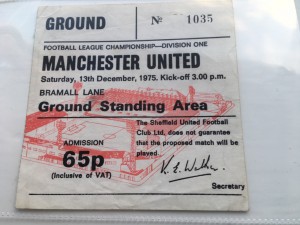 GROUND № 1035
FOOTBALL LEAGUE CHAMPIONSHIP—DIVISION ONE
MANCHESTER UNITED
Saturday, 13th December, 1975. Kick-off 3.00 p.m.
BRAMALL LANE
Ground Standing Area
The Sheffield United Football
Club Ltd, does not guarantee
that the proposed match will be
played
ADMISSION
65p
(Inclusive of VAT)
Secretary